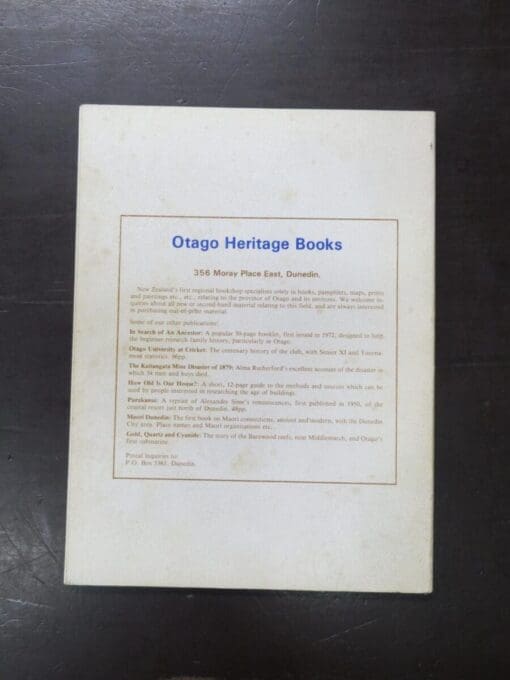 Otago Heritage Books
356 Moray Place East, Dunedin.
New Zealand's first regional bookshop specialises solely in books, pamphlets, maps, prints
and paintings etc., etc., relating to the province of Otago and its environs. We welcome in-
quiries about all new or second-hand material relating to this field, and are always interested
in purchasing out-of-print material.
Some of our other publications:
In Search of An Ancestor: A popular 50-page booklet, first issued in 1972, designed to help
the beginner research family history, particularly in Otago.
Otago University at Cricket: The centenary history of the club, with Senior XI and Tourna-
ment statistics. 96pp.
The Kaitangata Mine Disaster of 1879: Alma Rutherford's excellent account of the disaster in
which 34 men and boys died.
How Old Is Our House?: A short, 12-page guide to the methods and sources which can be
used by people interested in researching the age of buildings.
Purakanui: A reprint of Alexander Sime's reminiscences, first published in 1950, of the
coastal resort just north of Dunedin. 48pp.
Maori Dunedin: The first book on Maori connections, ancient and modern, with the Dunedin
City area. Place names and Maori organisations etc.
Gold, Quartz and Cyanide: The story of the Barewood reefs, near Middlemarch, and Otago's
first submarine.
Postal Inquiries to:
P.O. Box Dunedin.